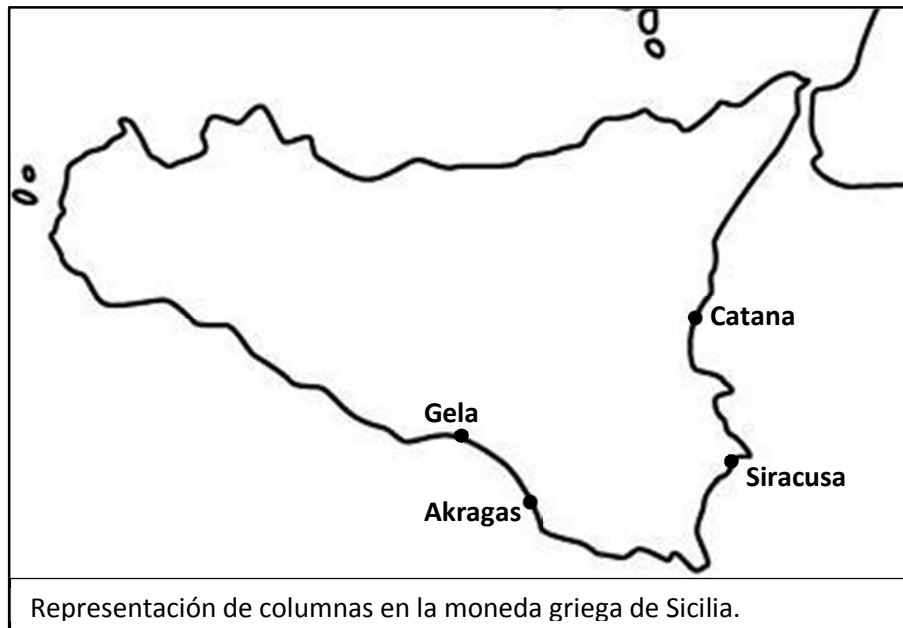 Catana
Gela
Siracusa
Akragas
Representación de columnas en la moneda griega de Sicilia.